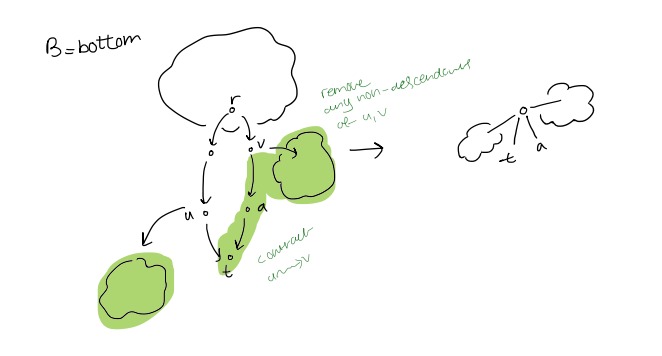 B=bottom
r
remove
any non-descendants
of u,v
v
u
a
t
contract
u
v
t
a